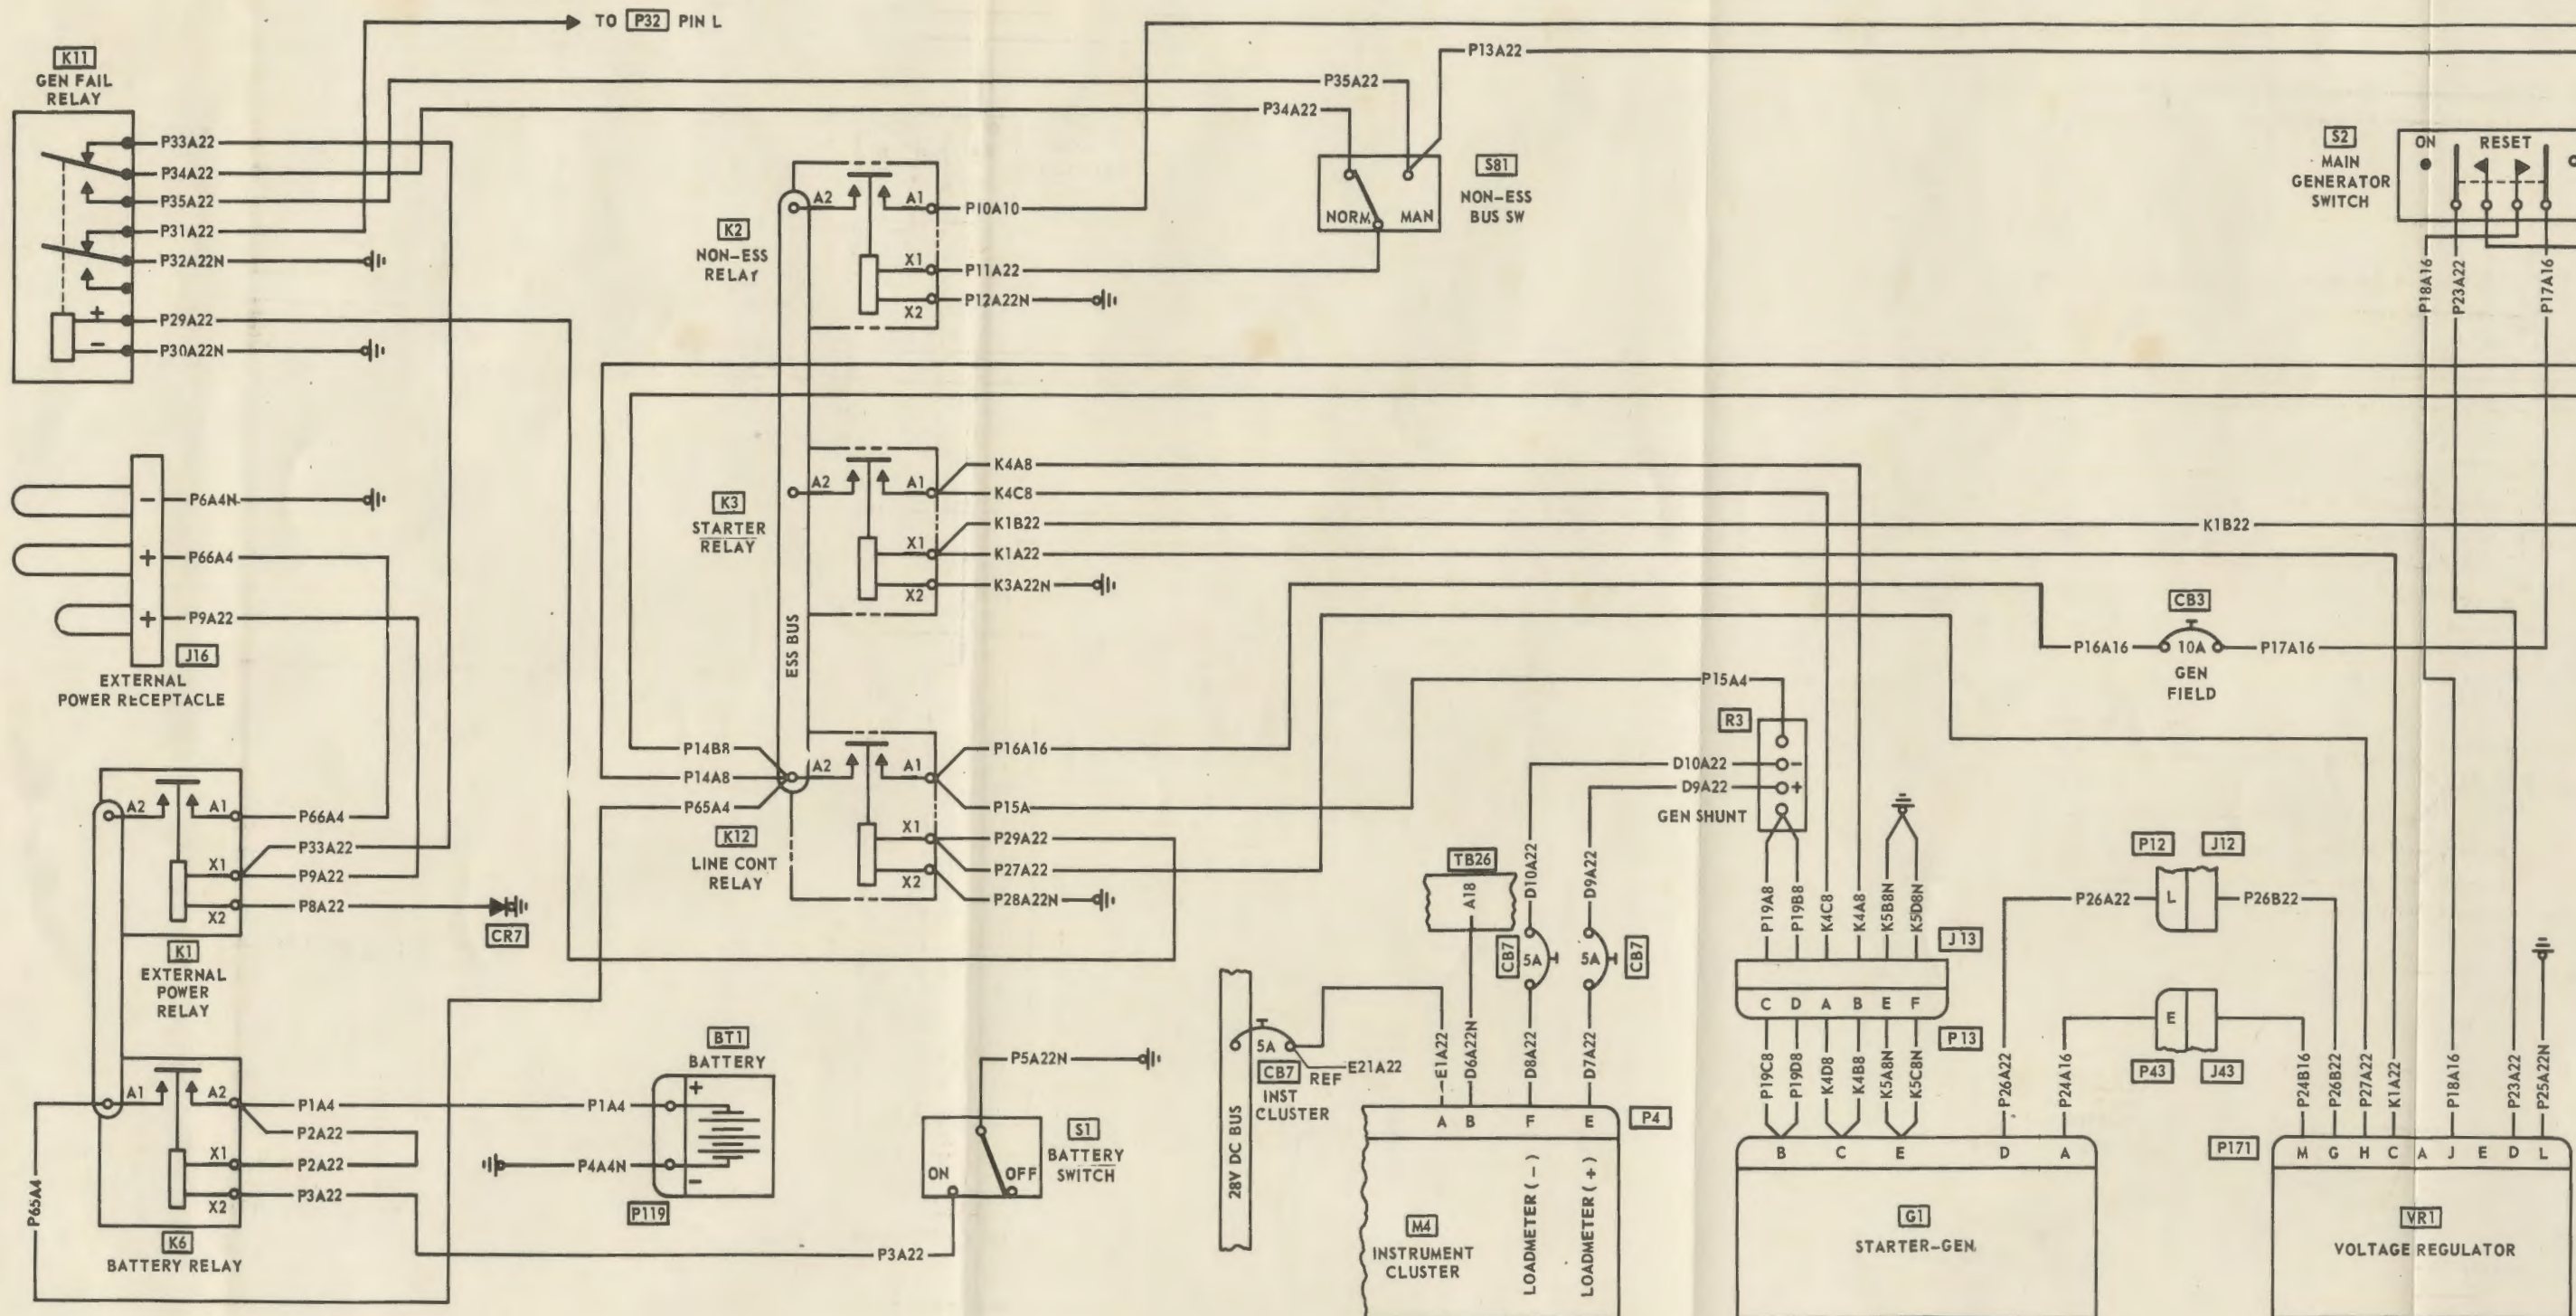 TO P32 PIN L
K11
GEN FAIL
RELAY
P33A22
P34A22
P35A22
P31A22
P32A22N
+
P29A22
−
P30A22N
P35A22
P34A22
P13A22
S81
NON-ESS
BUS SW
NORM
MAN
K2
NON-ESS
RELAY
A2
A1
P10A10
X1
P11A22
X2
P12A22N
S2
MAIN
GENERATOR
SWITCH
ON
RESET
P18A16
P23A22
P17A16
−
P6A4N
+
P66A4
+
P9A22
J16
EXTERNAL
POWER RECEPTACLE
K3
STARTER
RELAY
A2
A1
K4A8
K4C8
X1
K1B22
K1A22
X2
K3A22N
K1B22
ESS BUS
CB3
P16A16
10A
P17A16
GEN
FIELD
P14B8
P14A8
P65A4
K12
LINE CONT
RELAY
A2
A1
P16A16
P15A
X1
P29A22
P27A22
X2
P28A22N
P15A4
R3
D10A22
−
D9A22
+
GEN SHUNT
A2
A1
P66A4
P33A22
X1
P9A22
X2
P8A22
CR7
K1
EXTERNAL
POWER
RELAY
A1
A2
P1A4
P2A22
X1
P2A22
X2
P3A22
P65A4
K6
BATTERY RELAY
BT1
BATTERY
P1A4
+
P4A4N
−
P119
P5A22N
S1
BATTERY
SWITCH
ON
OFF
P3A22
28V DC BUS
5A
CB7
INST
CLUSTER
REF
E21A22
TB26
A18
D10A22
D9A22
CB7
5A
5A
CB7
E1A22
D6A22N
D8A22
D7A22
A B F E
P4
M4
INSTRUMENT
CLUSTER
LOADMETER (−)
LOADMETER (+)
P19A8
P19B8
K4C8
K4A8
K5B8N
K5D8N
J13
C D A B E F
P13
P19C8
P19D8
K4D8
K4B8
K5A8N
K5C8N
P26A22
P24A16
B C E D A
G1
STARTER-GEN
P12
J12
P26A22
L
P26B22
E
P43
J43
P24B16
P26B22
P27A22
K1A22
P18A16
P23A22
P25A22N
P171
M G H C A J E D L
VR1
VOLTAGE REGULATOR